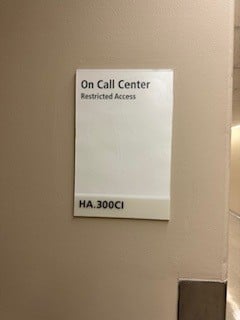 On Call Center
Restricted Access
HA.300CI